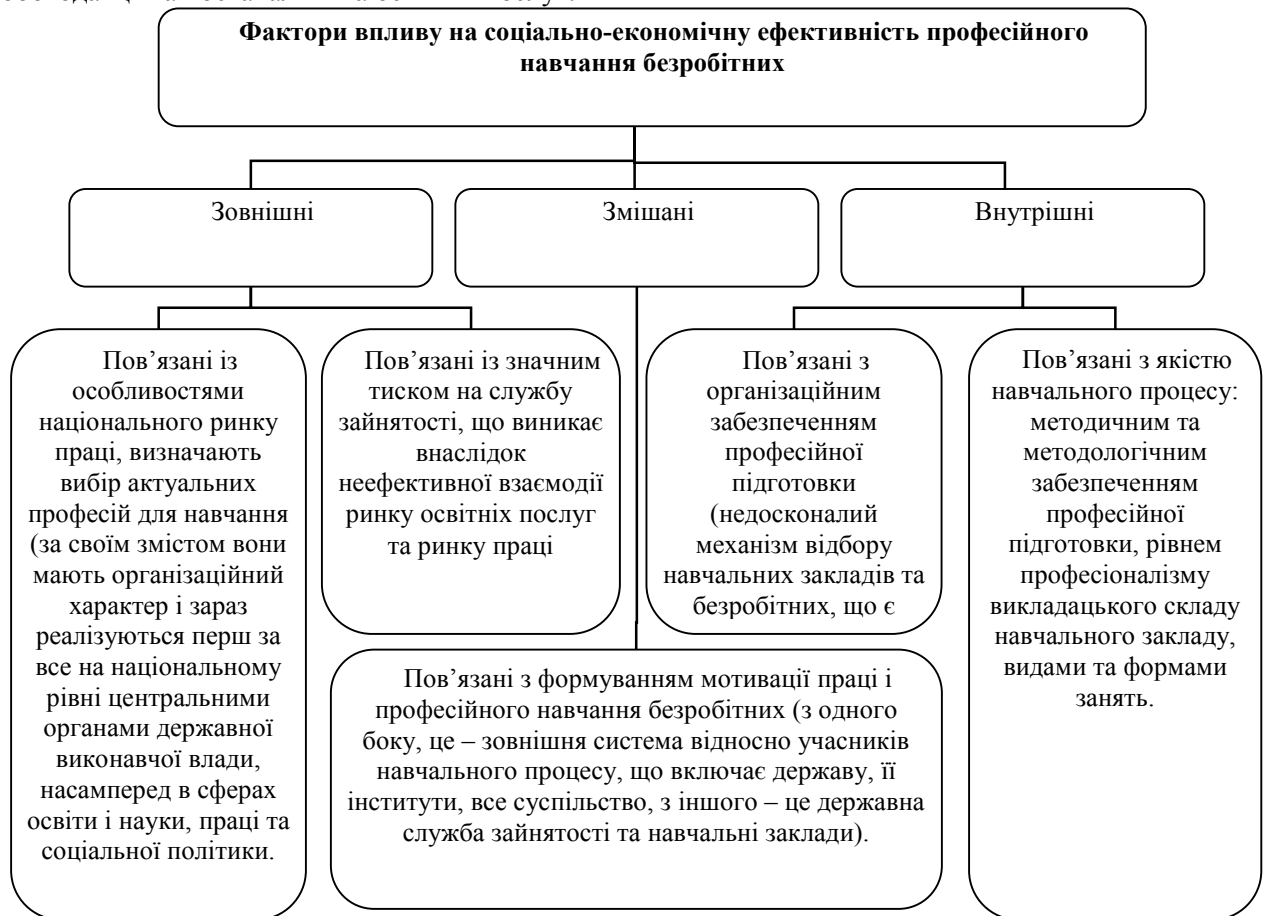 Фактори впливу на соціально-економічну ефективність професійного
навчання безробітних
Зовнішні
Змішані
Внутрішні
Пов’язані із
особливостями
національного ринку
праці, визначають
вибір актуальних
професій для навчання
(за своїм змістом вони
мають організаційний
характер і зараз
реалізуються перш за
все на національному
рівні центральними
органами державної
виконавчої влади,
насамперед в сферах
освіти і науки, праці та
соціальної політики.
Пов’язані із значним
тиском на службу
зайнятості, що виникає
внаслідок
неефективної взаємодії
ринку освітніх послуг
та ринку праці
Пов’язані з
організаційним
забезпеченням
професійної
підготовки
(недосконалий
механізм відбору
навчальних закладів та
безробітних, що є
Пов’язані з якістю
навчального процесу:
методичним та
методологічним
забезпеченням
професійної
підготовки, рівнем
професіоналізму
викладацького складу
навчального закладу,
видами та формами
занять.
Пов’язані з формуванням мотивації праці і
професійного навчання безробітних (з одного
боку, це – зовнішня система відносно учасників
навчального процесу, що включає державу, її
інститути, все суспільство, з іншого – це державна
служба зайнятості та навчальні заклади).